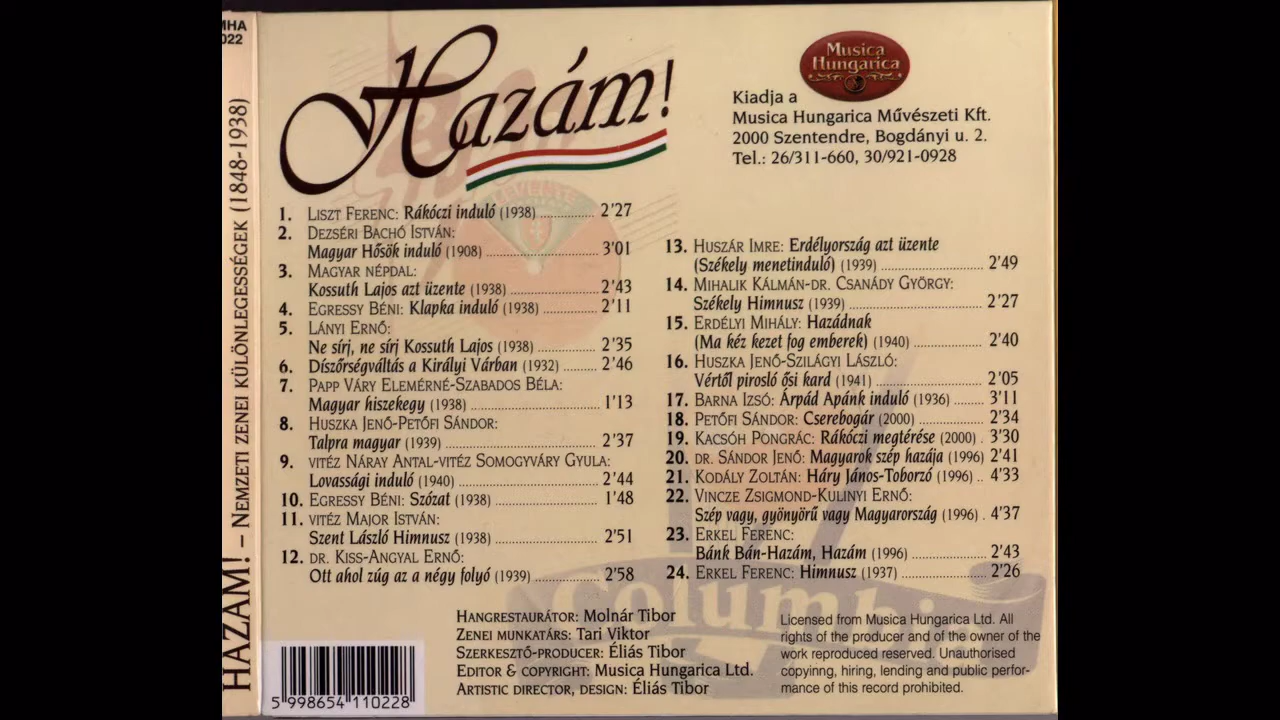 MHA
022
HAZÁM! – NEMZETI ZENEI KÜLÖNLEGESSÉGEK (1848-1938)
Hazám!
Musica
Hungarica
Kiadja a
Musica Hungarica Művészeti Kft.
2000 Szentendre, Bogdányi u. 2.
Tel.: 26/311-660, 30/921-0928
1. LISZT FERENC: Rákóczi induló (1938) .............. 2'27
2. DEZSÉRI BACHÓ ISTVÁN:
Magyar Hősök induló (1908) .............. 3'01
3. MAGYAR NÉPDAL:
Kossuth Lajos azt üzente (1938) .............. 2'43
4. EGRESSY BÉNI: Klapka induló (1938) .............. 2'11
5. LÁNYI ERNŐ:
Ne sírj, ne sírj Kossuth Lajos (1938) .............. 2'35
6. Díszőrségváltás a Királyi Várban (1932) .............. 2'46
7. PAPP VÁRY ELEMÉRNÉ-SZABADOS BÉLA:
Magyar hiszekegy (1938) .............. 1'13
8. HUSZKA JENŐ-PETŐFI SÁNDOR:
Talpra magyar (1939) .............. 2'37
9. VITÉZ NÁRAY ANTAL-VITÉZ SOMOGYVÁRY GYULA:
Lovassági induló (1940) .............. 2'44
10. EGRESSY BÉNI: Szózat (1938) .............. 1'48
11. VITÉZ MAJOR ISTVÁN:
Szent László Himnusz (1938) .............. 2'51
12. DR. KISS-ANGYAL ERNŐ:
Ott ahol zúg az a négy folyó (1939) .............. 2'58
13. HUSZÁR IMRE: Erdélyország azt üzente
(Székely menetinduló) (1939) .............. 2'49
14. MIHALIK KÁLMÁN-DR. CSANÁDY GYÖRGY:
Székely Himnusz (1939) .............. 2'27
15. ERDÉLYI MIHÁLY: Hazádnak
(Ma kéz kezet fog emberek) (1940) .............. 2'40
16. HUSZKA JENŐ-SZILÁGYI LÁSZLÓ:
Vértől pirosló ősi kard (1941) .............. 2'05
17. BARNA IZSÓ: Árpád Apánk induló (1936) ........ 3'11
18. PETŐFI SÁNDOR: Cserebogár (2000) .............. 2'34
19. KACSÓH PONGRÁC: Rákóczi megtérése (2000) . 3'30
20. DR. SÁNDOR JENŐ: Magyarok szép hazája (1996) 2'41
21. KODÁLY ZOLTÁN: Háry János-Toborzó (1996) .. 4'33
22. VINCZE ZSIGMOND-KULINYI ERNŐ:
Szép vagy, gyönyörű vagy Magyarország (1996) . 4'37
23. ERKEL FERENC:
Bánk Bán-Hazám, Hazám (1996) .............. 2'43
24. ERKEL FERENC: Himnusz (1937) .............. 2'26
LEVENTE
Columbia
HANGRESTAURÁTOR: Molnár Tibor
ZENEI MUNKATÁRS: Tari Viktor
SZERKESZTŐ-PRODUCER: Éliás Tibor
EDITOR & COPYRIGHT: Musica Hungarica Ltd.
ARTISTIC DIRECTOR, DESIGN: Éliás Tibor
Licensed from Musica Hungarica Ltd. All
rights of the producer and of the owner of the
work reproduced reserved. Unauthorised
copyinng, hiring, lending and public perfor-
mance of this record prohibited.
5 998654 110228